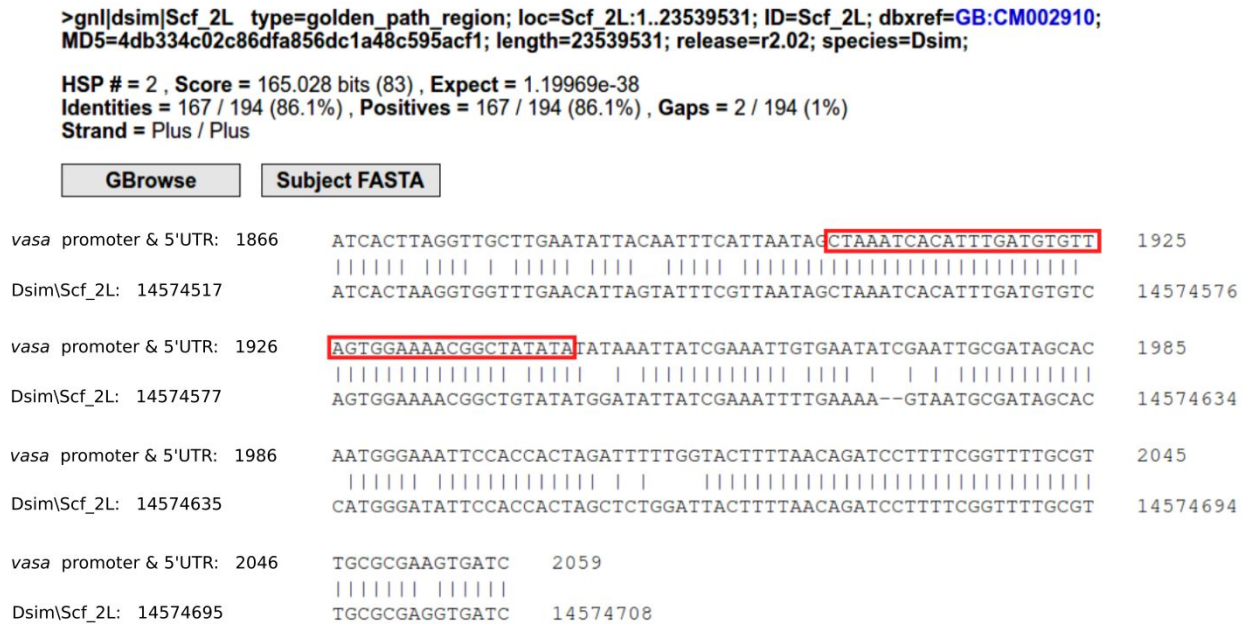 >gnl|dsim|Scf_2L type=golden_path_region; loc=Scf_2L:1..23539531; ID=Scf_2L; dbxref=GB:CM002910;
MD5=4db334c02c86dfa856dc1a48c595acf1; length=23539531; release=r2.02; species=Dsim;
HSP # = 2 , Score = 165.028 bits (83) , Expect = 1.19969e-38
Identities = 167 / 194 (86.1%) , Positives = 167 / 194 (86.1%) , Gaps = 2 / 194 (1%)
Strand = Plus / Plus
GBrowse Subject FASTA
vasa promoter & 5'UTR: 1866 ATCACTTAGGTTGCTTGAATATTACAATTTCATTAATAGCTAAATCACATTTGATGTGTT 1925
Dsim\Scf_2L: 14574517 ATCACTAAGGTGGTTTGAACATTAGTATTTCGTTAATAGCTAAATCACATTTGATGTGTC 14574576
vasa promoter & 5'UTR: 1926 AGTGGAAAACGGCTATATATATAAATTATCGAAATTGTGAATATCGAATTGCGATAGCAC 1985
Dsim\Scf_2L: 14574577 AGTGGAAAACGGCTGTATATGGATATTATCGAAATTTTGAAAA--GTAATGCGATAGCAC 14574634
vasa promoter & 5'UTR: 1986 AATGGGAAATTCCACCACTAGATTTTTGGTACTTTTAACAGATCCTTTTCGGTTTTGCGT 2045
Dsim\Scf_2L: 14574635 CATGGGATATTCCACCACTAGCTCTGGATTACTTTTAACAGATCCTTTTCGGTTTTGCGT 14574694
vasa promoter & 5'UTR: 2046 TGCGCGAAGTGATC 2059
Dsim\Scf_2L: 14574695 TGCGCGAGGTGATC 14574708